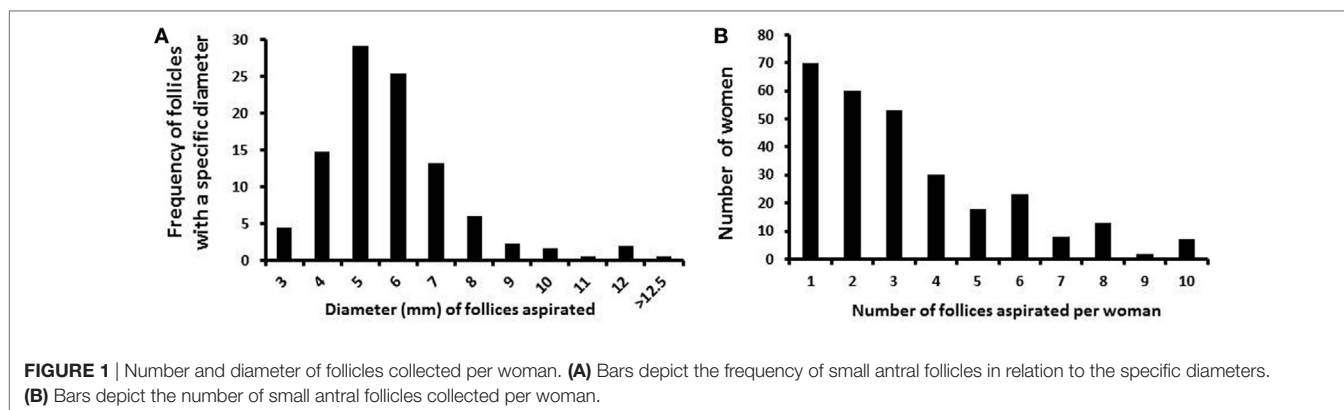 A
Frequency of follicles
with a specific diameter
30
25
20
15
10
5
0
3 4 5 6 7 8 9 10 11 12 >12.5
Diameter (mm) of follices aspirated
B
Number of women
80
70
60
50
40
30
20
10
0
1 2 3 4 5 6 7 8 9 10
Number of follices aspirated per woman
FIGURE 1 | Number and diameter of follicles collected per woman. (A) Bars depict the frequency of small antral follicles in relation to the specific diameters.
(B) Bars depict the number of small antral follicles collected per woman.